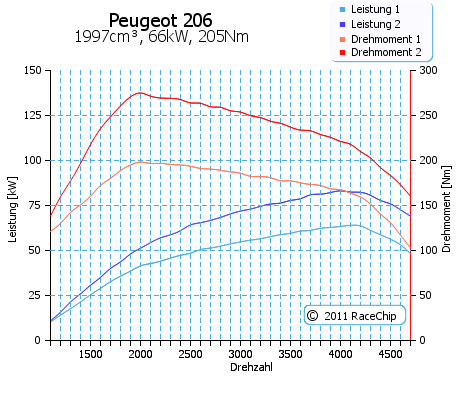 Peugeot 206
1997cm³, 66kW, 205Nm
Leistung 1
Leistung 2
Drehmoment 1
Drehmoment 2
Leistung [kW]
150
125
100
75
50
25
0
Drehmoment [Nm]
300
250
200
150
100
50
0
1500 2000 2500 3000 3500 4000 4500
Drehzahl
© 2011 RaceChip